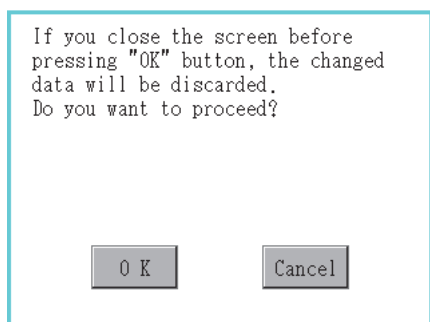 If you close the screen before
pressing "OK" button, the changed
data will be discarded.
Do you want to proceed?
O K
Cancel